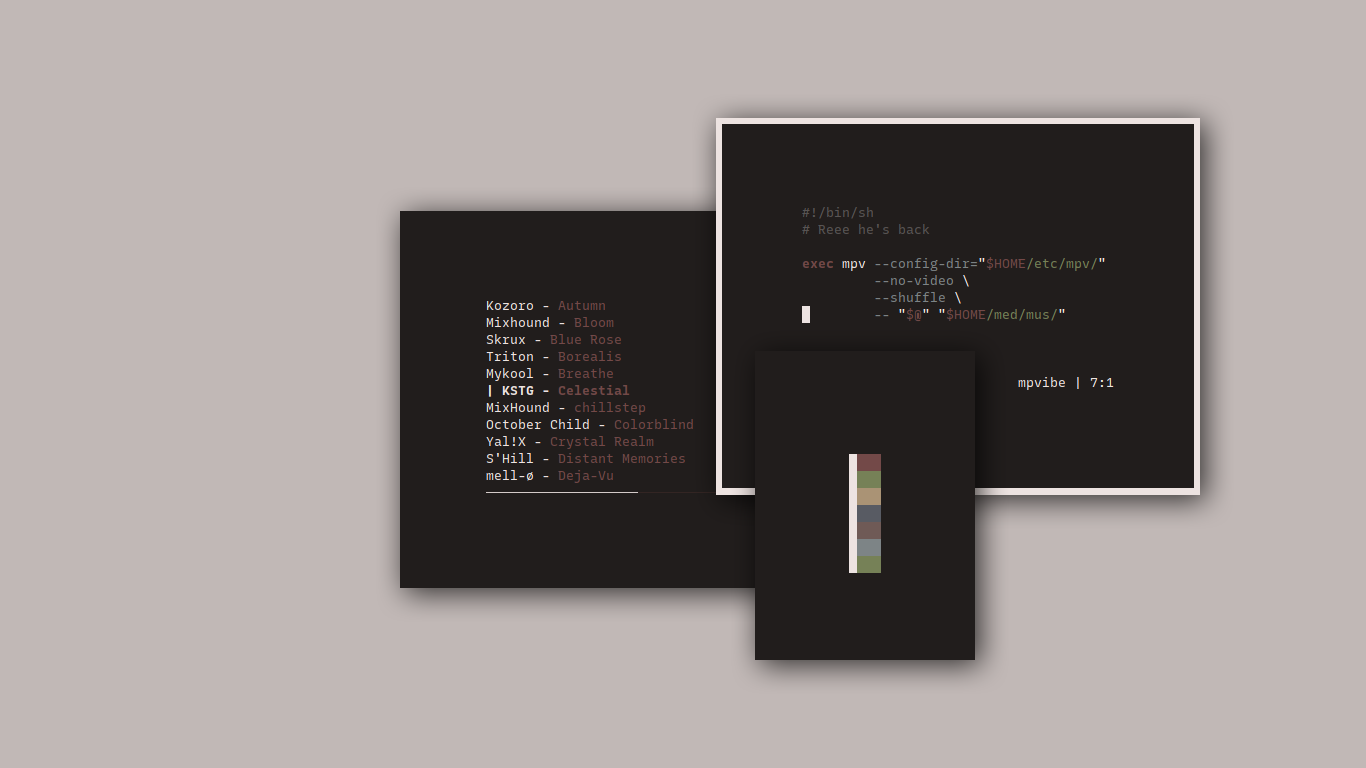 Kozoro - Autumn
Mixhound - Bloom
Skrux - Blue Rose
Triton - Borealis
Mykool - Breathe
| KSTG - Celestial
MixHound - chillstep
October Child - Colorblind
Yal!X - Crystal Realm
S'Hill - Distant Memories
mell-ø - Deja-Vu
#!/bin/sh
# Reee he's back
exec mpv --config-dir="$HOME/etc/mpv/"
--no-video \
--shuffle \
-- "$@" "$HOME/med/mus/"
mpvibe | 7:1